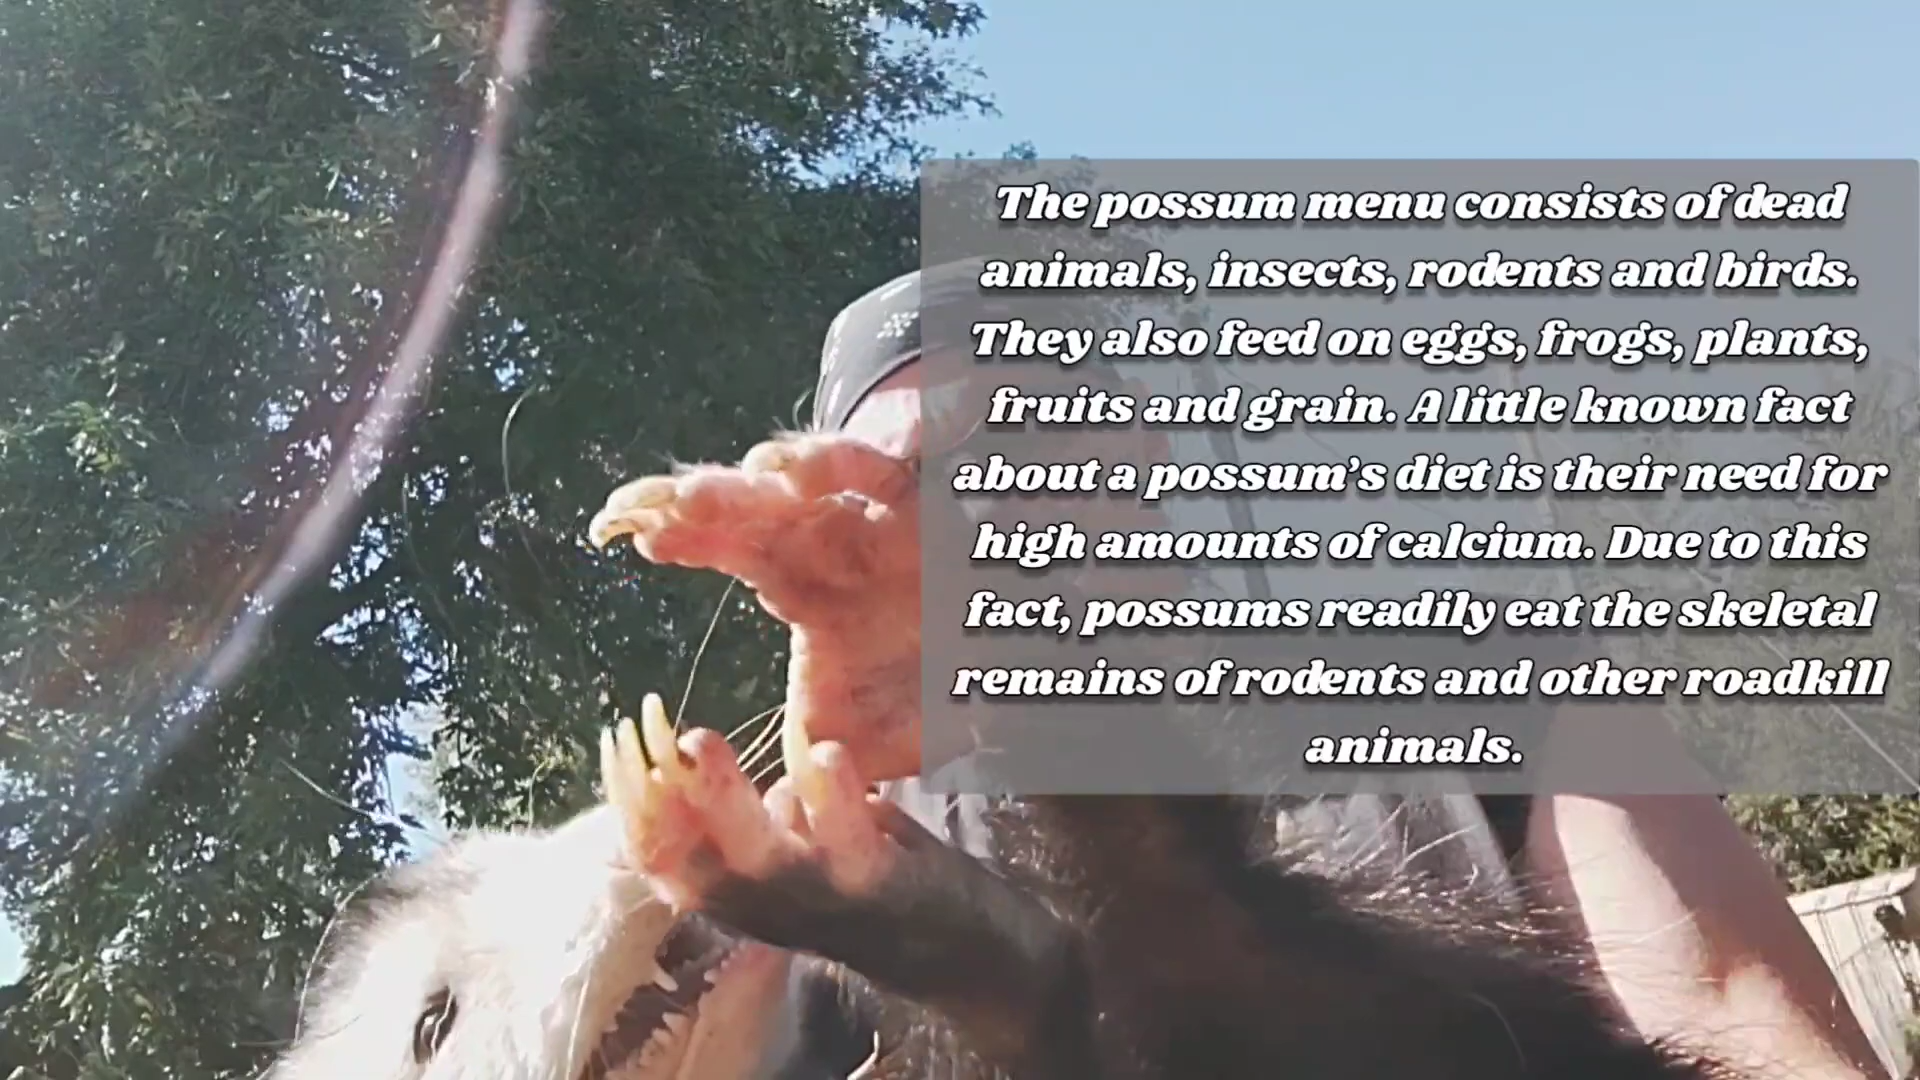 The possum menu consists of dead
animals, insects, rodents and birds.
They also feed on eggs, frogs, plants,
fruits and grain. A little known fact
about a possum’s diet is their need for
high amounts of calcium. Due to this
fact, possums readily eat the skeletal
remains of rodents and other roadkill
animals.